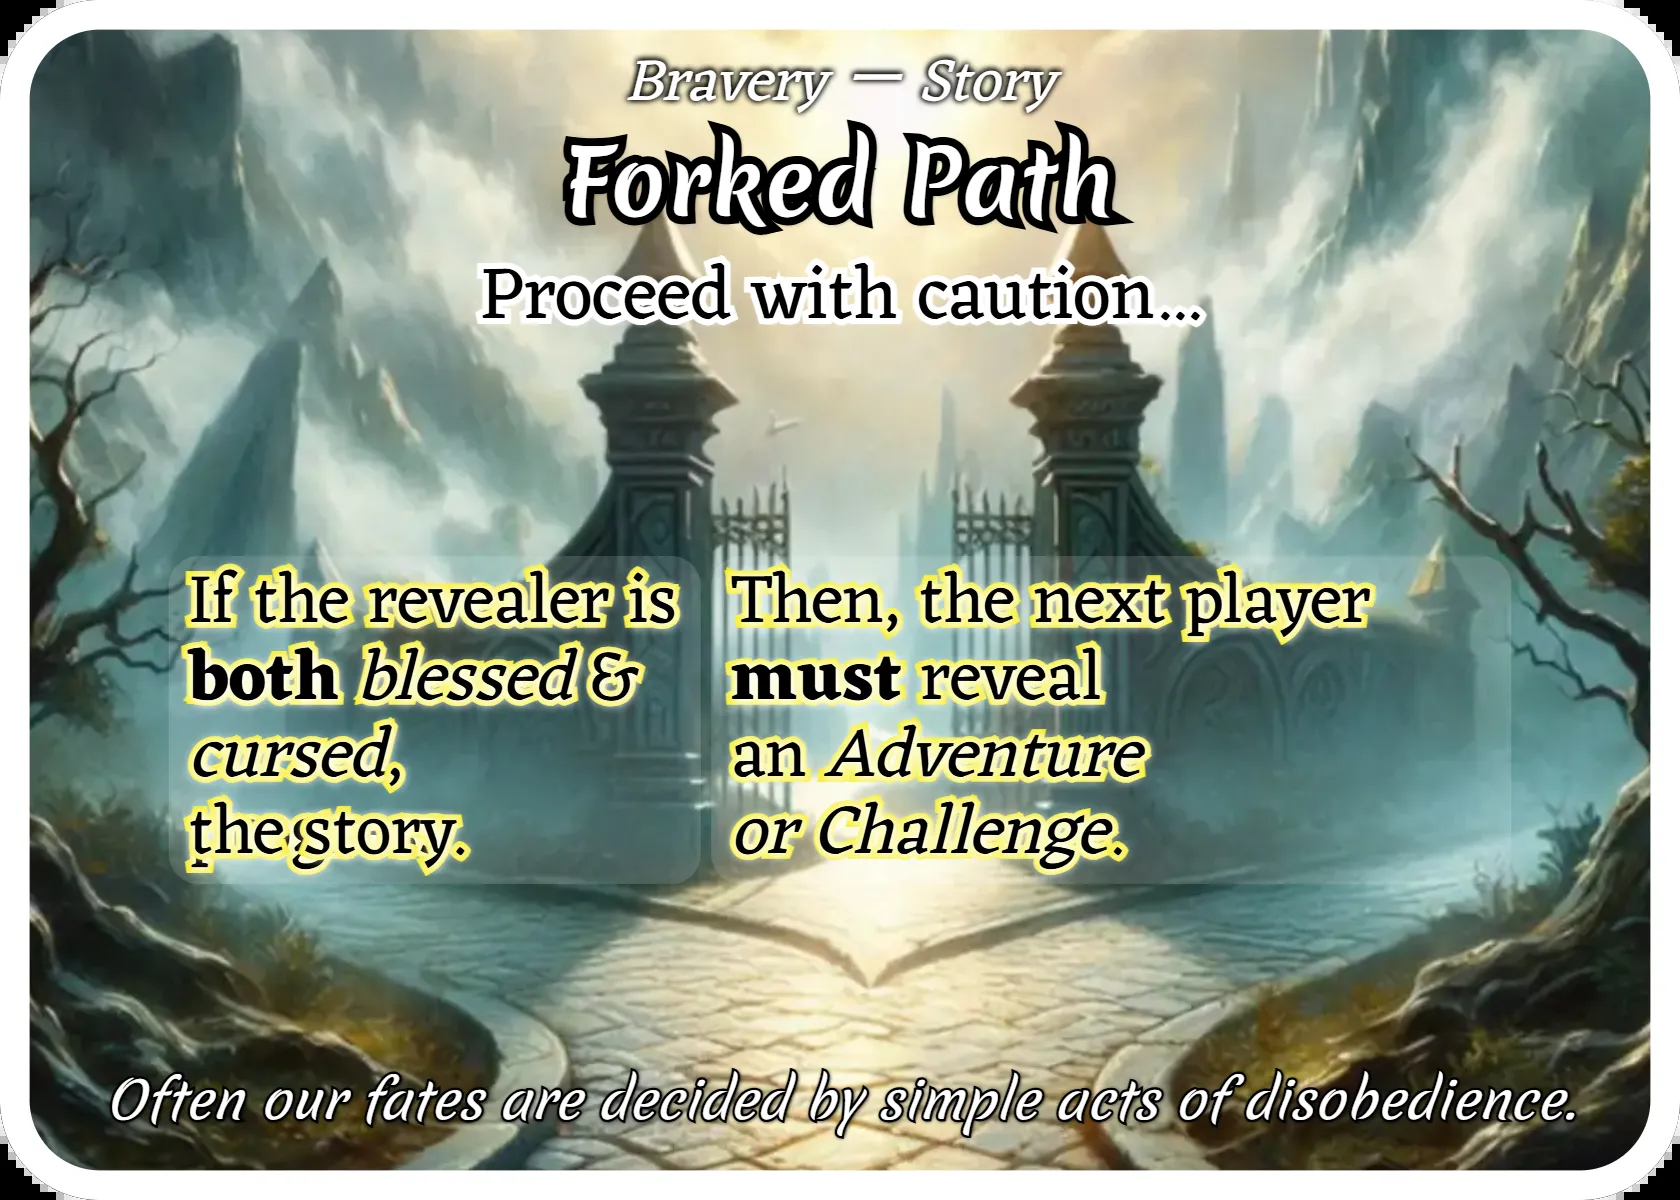 Bravery — Story
Forked Path
Proceed with caution...
If the revealer is
both blessed &
cursed,
the story.
Then, the next player
must reveal
an Adventure
or Challenge.
Often our fates are decided by simple acts of disobedience.